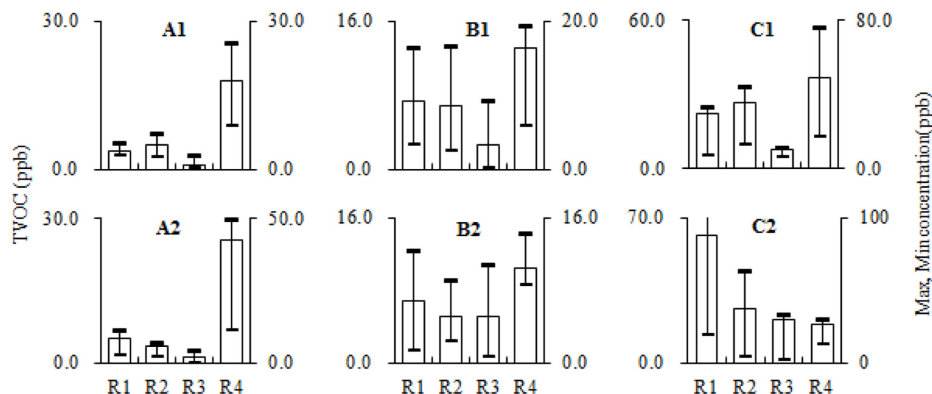 30.0 A1 30.0 16.0 B1 20.0 60.0 C1 80.0
0.0 0.0 0.0 0.0 0.0 0.0
TVOC (ppb)
Max, Min concentration(ppb)
30.0 A2 50.0 16.0 B2 16.0 70.0 C2 100
0.0 0.0 0.0 0.0 0.0 0
R1 R2 R3 R4 R1 R2 R3 R4 R1 R2 R3 R4